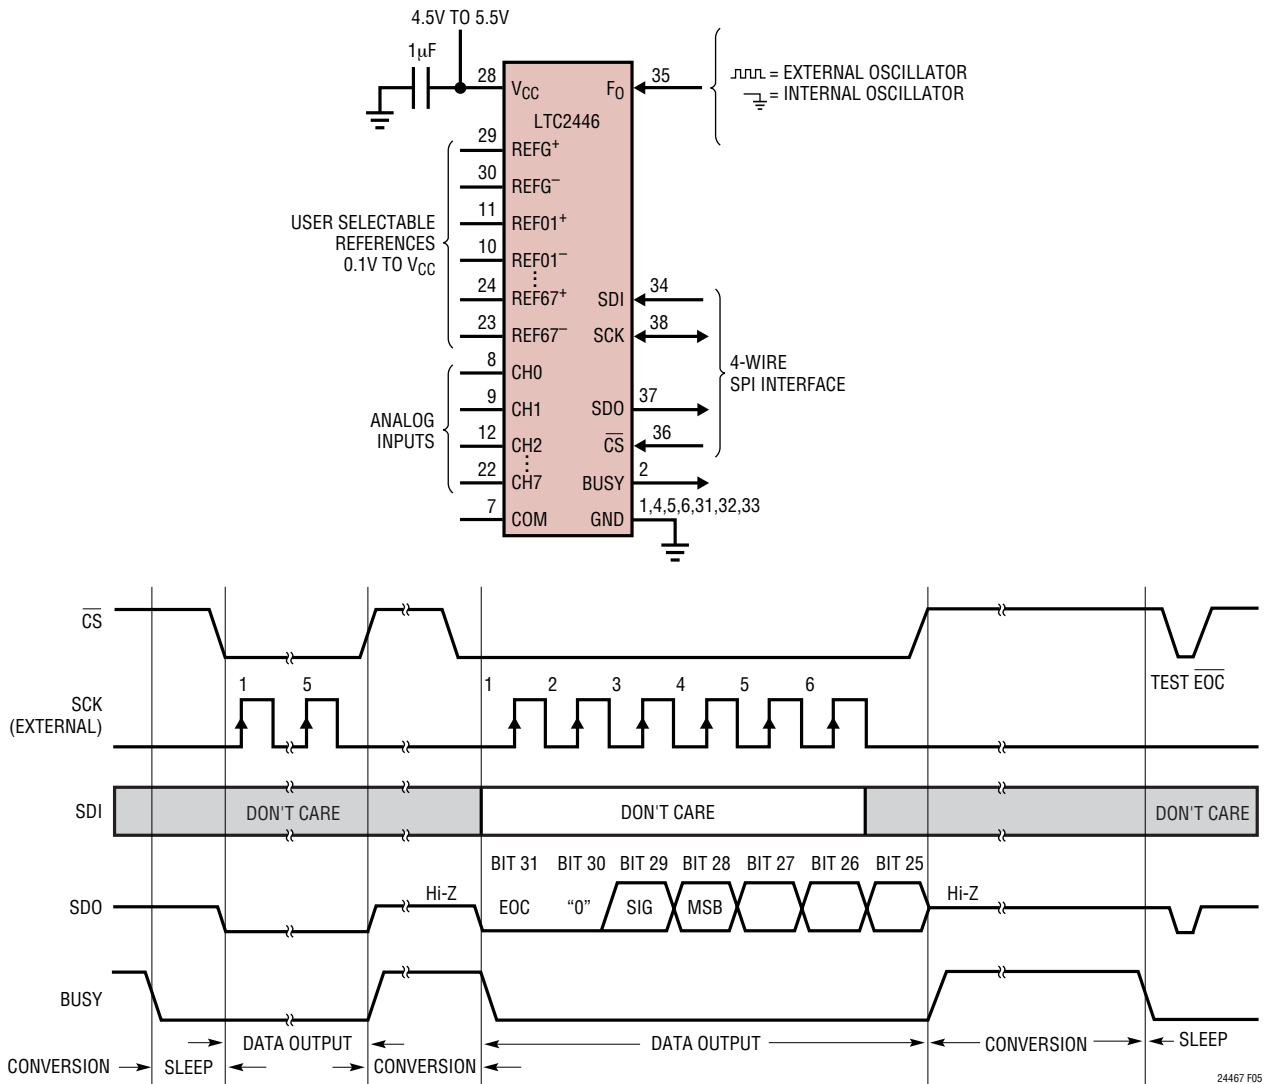 4.5V TO 5.5V
1µF
28
VCC
FO
35
= EXTERNAL OSCILLATOR
= INTERNAL OSCILLATOR
LTC2446
29
REFG+
30
REFG–
11
REF01+
10
REF01–
24
REF67+
23
REF67–
USER SELECTABLE
REFERENCES
0.1V TO VCC
8
CH0
9
CH1
12
CH2
22
CH7
ANALOG
INPUTS
7
COM
SDI
34
SCK
38
SDO
37
CS
36
4-WIRE
SPI INTERFACE
BUSY
2
GND
1,4,5,6,31,32,33
CS
TEST EOC
SCK
(EXTERNAL)
1
5
1
2
3
4
5
6
SDI
DON'T CARE
DON'T CARE
DON'T CARE
BIT 31
BIT 30
BIT 29
BIT 28
BIT 27
BIT 26
BIT 25
SDO
Hi-Z
EOC
“0”
SIG
MSB
Hi-Z
BUSY
CONVERSION
SLEEP
DATA OUTPUT
CONVERSION
DATA OUTPUT
CONVERSION
SLEEP
24467 F05